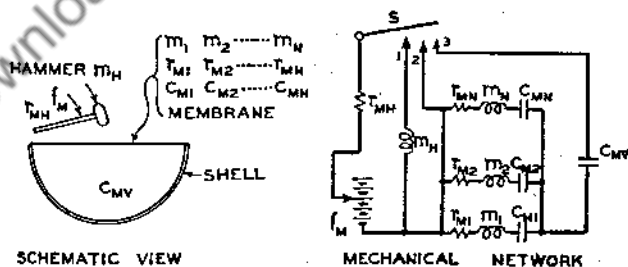 ownload
HAMMER m_H
r_MH f_M
m_1 m_2 ------ m_N
r_M1 r_M2 ------ r_MN
C_M1 C_M2 ------ C_MN
MEMBRANE
SHELL
C_MV
SCHEMATIC VIEW
S
1 2 3
r_MH
m_H
f_M
r_MN m_N C_MN
r_M2 m_2 C_M2
r_M1 m_1 C_M1
C_MV
MECHANICAL NETWORK